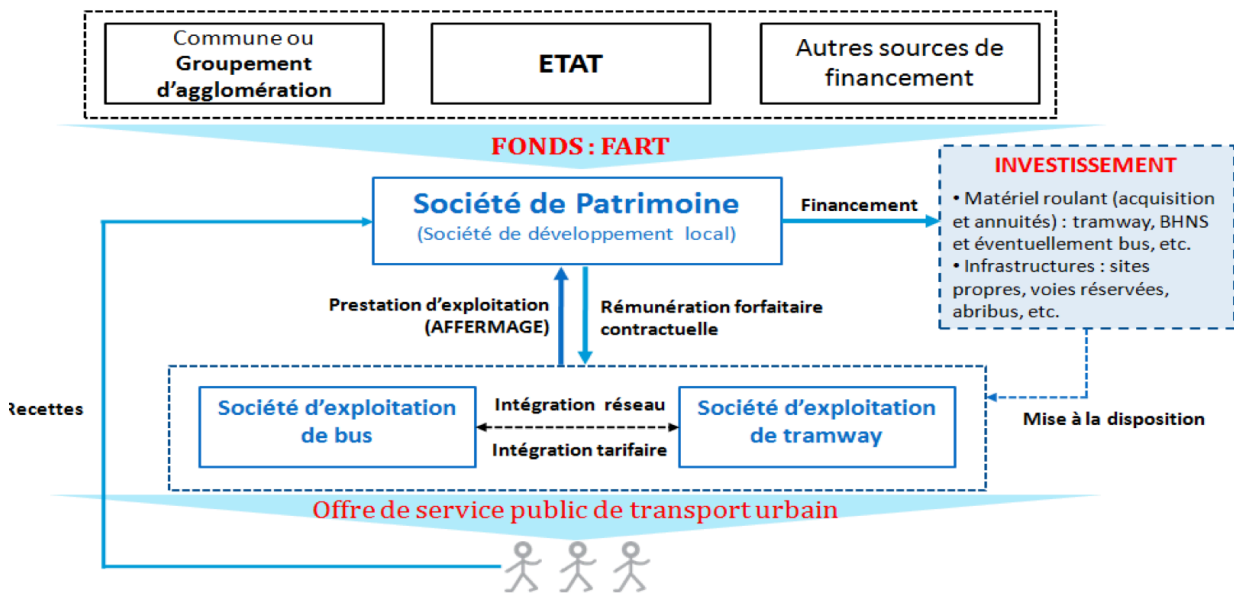 Commune ou
Groupement
d'agglomération
ETAT
Autres sources de
financement
FONDS : FART
Société de Patrimoine
(Société de développement local)
Financement
INVESTISSEMENT
• Matériel roulant (acquisition
et annuités) : tramway, BHNS
et éventuellement bus, etc.
• Infrastructures : sites
propres, voies réservées,
abribus, etc.
Prestation d'exploitation
(AFFERMAGE)
Rémunération forfaitaire
contractuelle
Recettes
Société d'exploitation
de bus
Intégration réseau
Intégration tarifaire
Société d'exploitation
de tramway
Mise à la disposition
Offre de service public de transport urbain